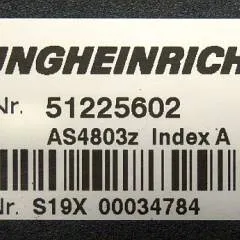 UNGHEINRICH
Nr. 51225602
AS4803z Index A
Nr. S19X 00034784